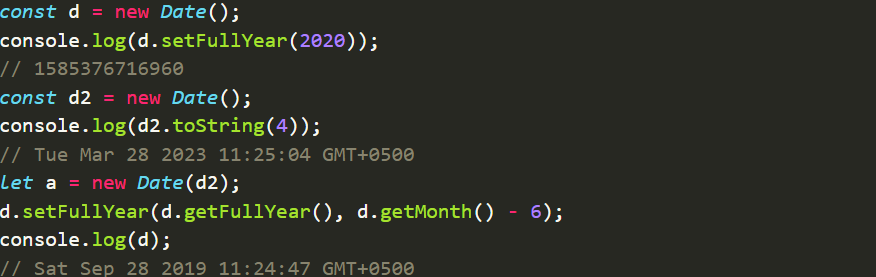 const d = new Date();
console.log(d.setFullYear(2020));
// 1585376716960
const d2 = new Date();
console.log(d2.toString(4));
// Tue Mar 28 2023 11:25:04 GMT+0500
let a = new Date(d2);
d.setFullYear(d.getFullYear(), d.getMonth() - 6);
console.log(d);
// Sat Sep 28 2019 11:24:47 GMT+0500